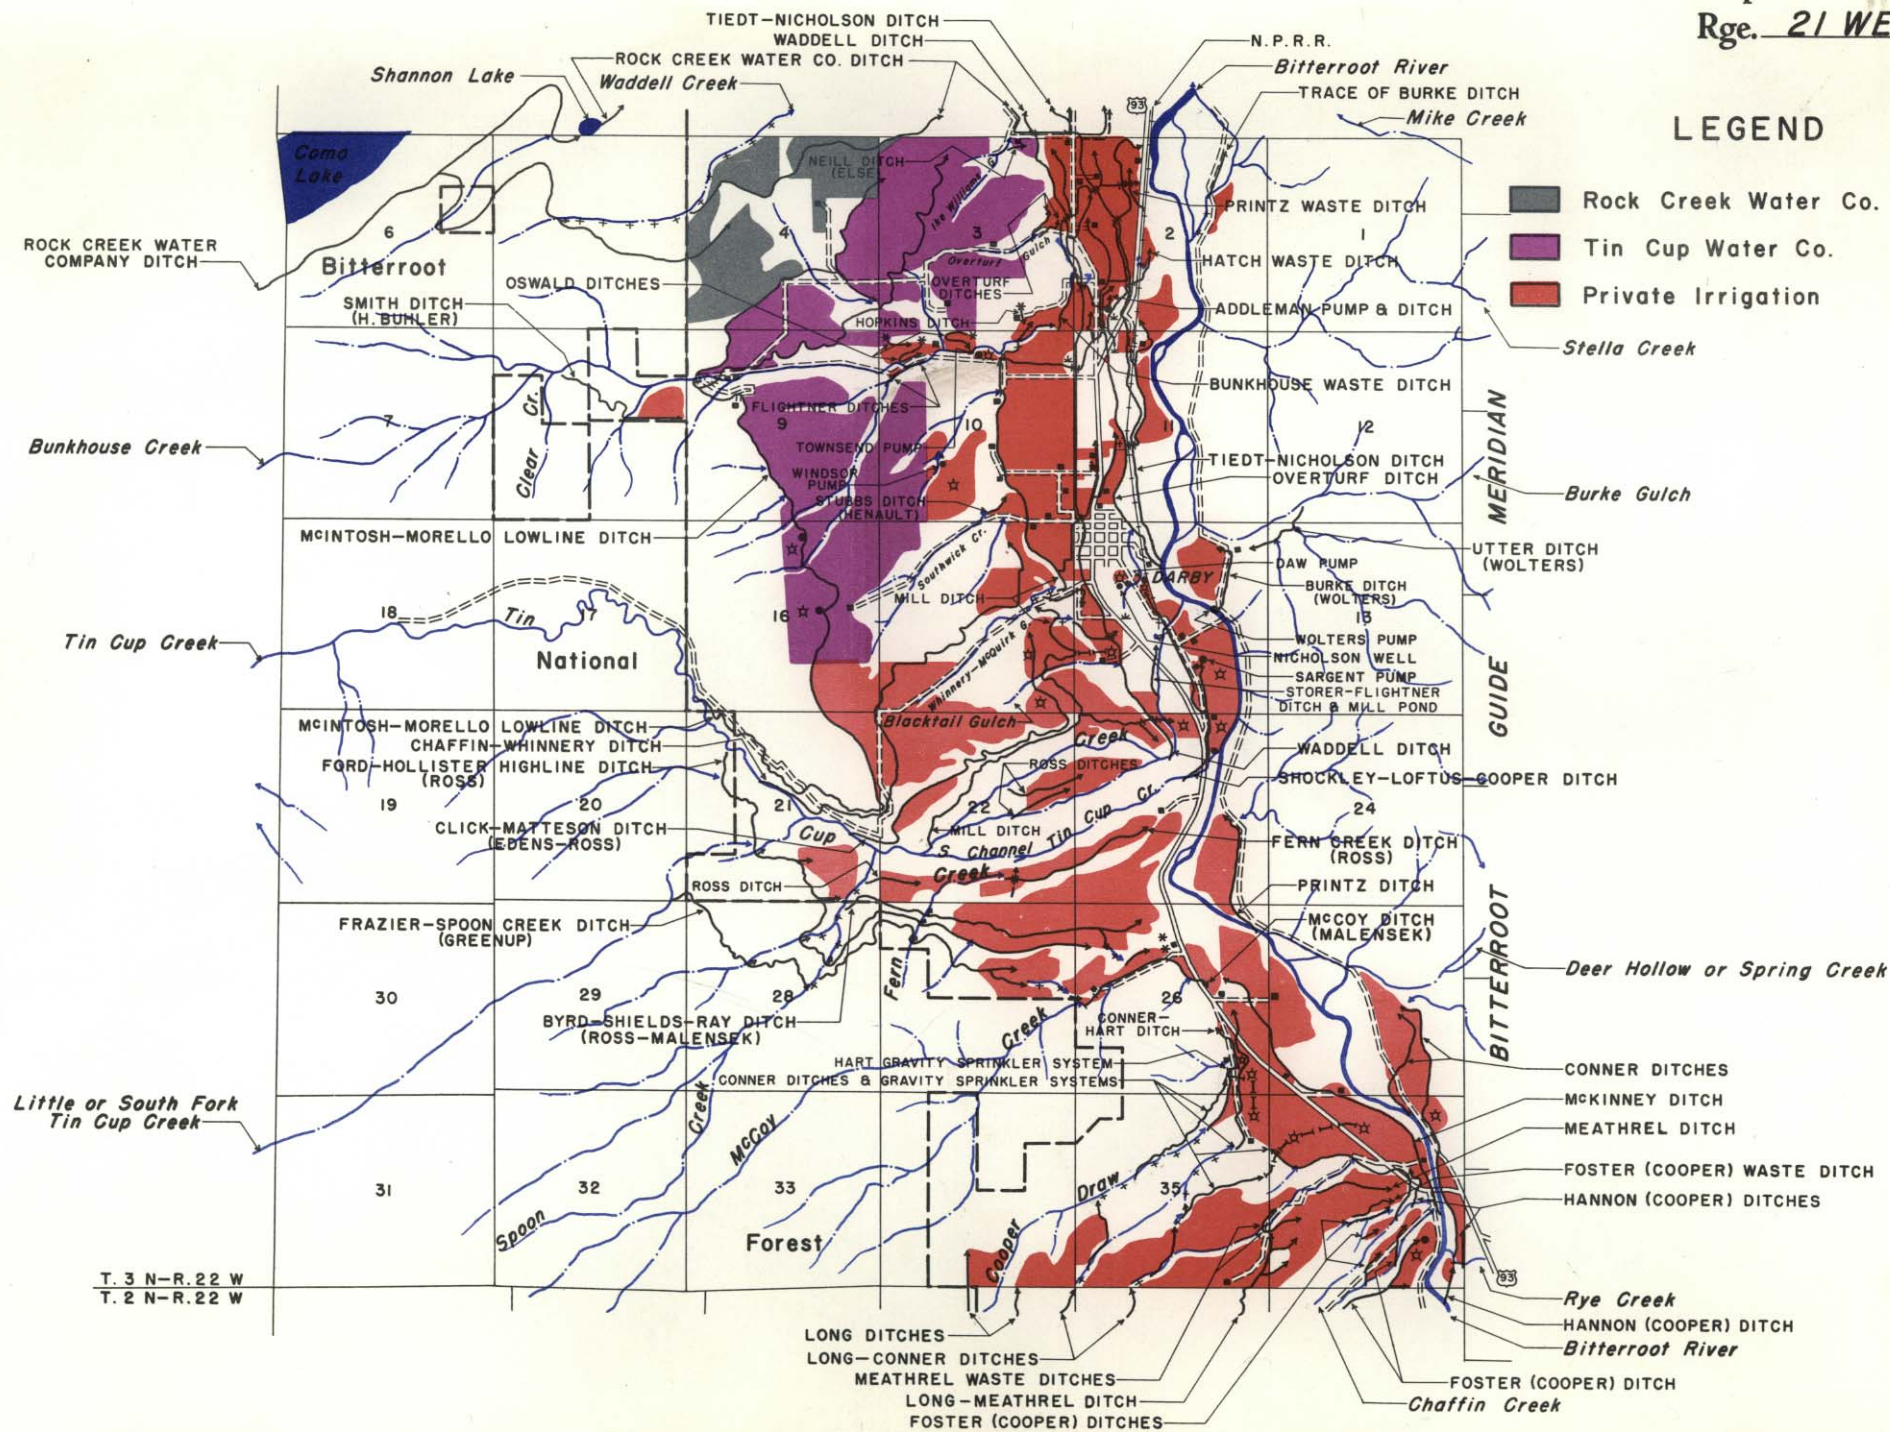 Rge. 21 WE
TIEDT-NICHOLSON DITCH
WADDELL DITCH
ROCK CREEK WATER CO. DITCH
Shannon Lake
Waddell Creek
N.P.R.R.
Bitterroot River
TRACE OF BURKE DITCH
Mike Creek
93
LEGEND
Rock Creek Water Co.
Tin Cup Water Co.
Private Irrigation
Como
Lake
NEILL DITCH
(ELSE)
Ike Williams G.
PRINTZ WASTE DITCH
6
4
3
2
1
ROCK CREEK WATER
COMPANY DITCH
Bitterroot
OSWALD DITCHES
Overturf Gulch
OVERTURF
DITCHES
HATCH WASTE DITCH
SMITH DITCH
(H. BUHLER)
HOPKINS DITCH
ADDLEMAN PUMP & DITCH
Stella Creek
BUNKHOUSE WASTE DITCH
FLIGHTNER DITCHES
7
Clear Cr.
9
10
11
12
MERIDIAN
Bunkhouse Creek
TOWNSEND PUMP
WINDSOR
PUMP
STUBBS DITCH
(HENAULT)
TIEDT-NICHOLSON DITCH
OVERTURF DITCH
Burke Gulch
McINTOSH-MORELLO LOWLINE DITCH
Southwick Cr.
UTTER DITCH
(WOLTERS)
DAW PUMP
DARBY
BURKE DITCH
(WOLTERS)
MILL DITCH
18
Tin
17
16
13
Whinnery-McQuirk G.
WOLTERS PUMP
NICHOLSON WELL
SARGENT PUMP
STORER-FLIGHTNER
DITCH & MILL POND
Tin Cup Creek
National
GUIDE
McINTOSH-MORELLO LOWLINE DITCH
CHAFFIN-WHINNERY DITCH
FORD-HOLLISTER HIGHLINE DITCH
(ROSS)
Blacktail Gulch
Creek
WADDELL DITCH
ROSS DITCHES
SHOCKLEY-LOFTUS-COOPER DITCH
19
20
21
22
24
CLICK-MATTESON DITCH
(EDENS-ROSS)
Cup
MILL DITCH
S. Channel Tin Cup Cr.
Creek
FERN CREEK DITCH
(ROSS)
ROSS DITCH
PRINTZ DITCH
FRAZIER-SPOON CREEK DITCH
(GREENUP)
McCOY DITCH
(MALENSEK)
BITTERROOT
Deer Hollow or Spring Creek
30
29
28
Fern
Creek
26
BYRD-SHIELDS-RAY DITCH
(ROSS-MALENSEK)
CONNER-
HART DITCH
HART GRAVITY SPRINKLER SYSTEM
CONNER DITCHES & GRAVITY SPRINKLER SYSTEMS
CONNER DITCHES
McKINNEY DITCH
MEATHREL DITCH
Little or South Fork
Tin Cup Creek
Creek
McCoy
FOSTER (COOPER) WASTE DITCH
HANNON (COOPER) DITCHES
31
32
33
Draw
35
Spoon
Forest
Cooper
T. 3 N-R. 22 W
T. 2 N-R. 22 W
93
Rye Creek
HANNON (COOPER) DITCH
Bitterroot River
LONG DITCHES
LONG-CONNER DITCHES
MEATHREL WASTE DITCHES
LONG-MEATHREL DITCH
FOSTER (COOPER) DITCHES
FOSTER (COOPER) DITCH
Chaffin Creek